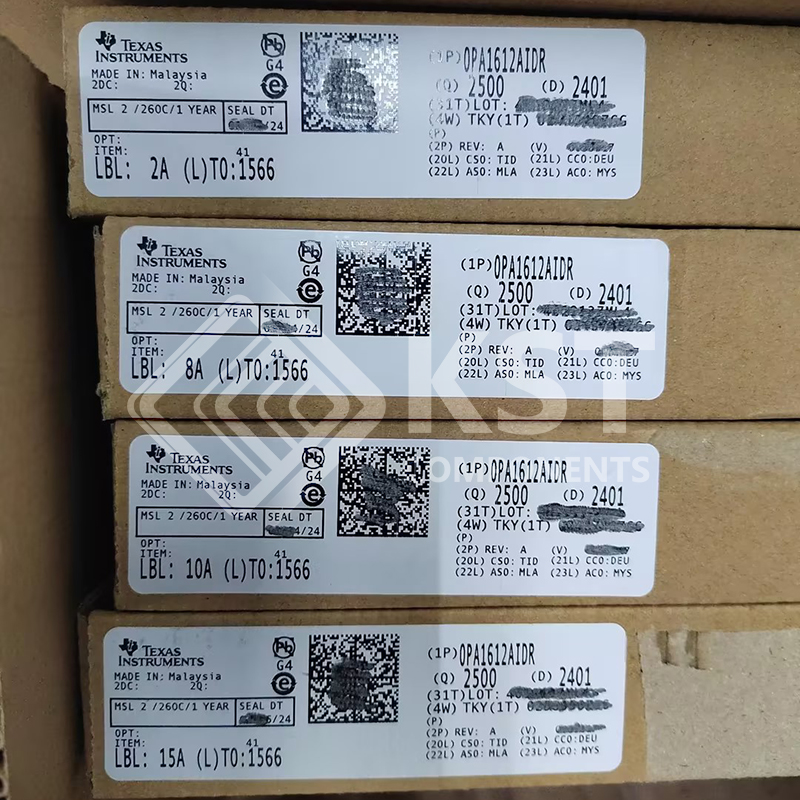 TEXAS
INSTRUMENTS
Pb
G4
e
MADE IN: Malaysia
2DC: 2Q:
MSL 2 /260C/1 YEAR SEAL DT
/24
OPT:
ITEM: 41
LBL: 2A (L)TO:1566
(1P)OPA1612AIDR
(Q) 2500 (D) 2401
(31T)LOT:
(4W) TKY(1T)
(P)
(2P) REV: A (V)
(20L) CSO: TID (21L) CCO:DEU
(22L) ASO: MLA (23L) ACO: MYS
TEXAS
INSTRUMENTS
Pb
G4
e
MADE IN: Malaysia
2DC: 2Q:
MSL 2 /260C/1 YEAR SEAL DT
/24
OPT:
ITEM: 41
LBL: 8A (L)TO:1566
(1P)OPA1612AIDR
(Q) 2500 (D) 2401
(31T)LOT:
(4W) TKY(1T)
(P)
(2P) REV: A (V)
(20L) CSO: TID (21L) CCO:DEU
(22L) ASO: MLA (23L) ACO: MYS
KST
COMPONENTS
TEXAS
INSTRUMENTS
Pb
G4
e
MADE IN: Malaysia
2DC: 2Q:
MSL 2 /260C/1 YEAR SEAL DT
/24
OPT:
ITEM: 41
LBL: 10A (L)TO:1566
(1P)OPA1612AIDR
(Q) 2500 (D) 2401
(31T)LOT:
(4W) TKY(1T)
(P)
(2P) REV: A (V)
(20L) CSO: TID (21L) CCO:DEU
(22L) ASO: MLA (23L) ACO: MYS
TEXAS
INSTRUMENTS
Pb
G4
e
MADE IN: Malaysia
2DC: 2Q:
MSL 2 /260C/1 YEAR SEAL DT
/24
OPT:
ITEM: 41
LBL: 15A (L)TO:1566
(1P)OPA1612AIDR
(Q) 2500 (D) 2401
(31T)LOT:
(4W) TKY(1T)
(P)
(2P) REV: A (V)
(20L) CSO: TID (21L) CCO:DEU
(22L) ASO: MLA (23L) ACO: MYS